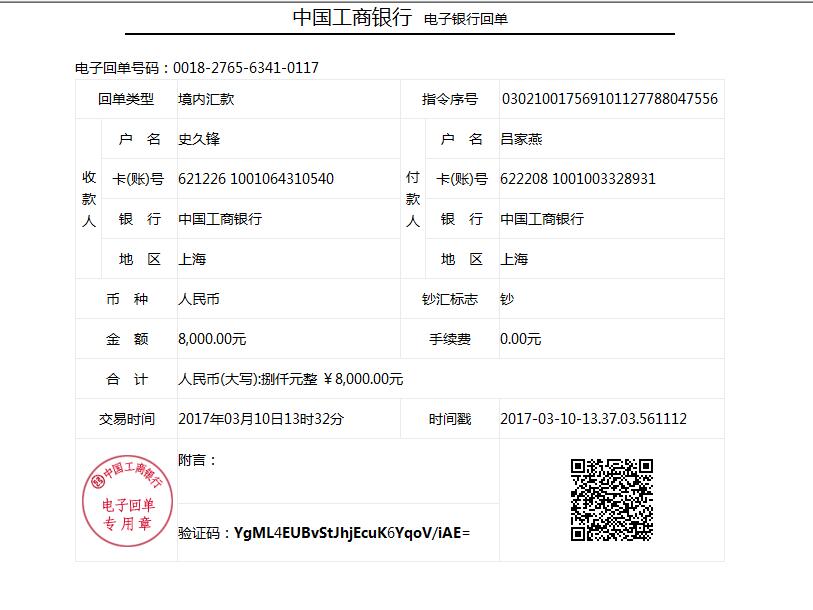 中国工商银行 电子银行回单
电子回单号码：0018-2765-6341-0117
回单类型 境内汇款 指令序号 030210017569101127788047556
收款人 户 名 史久锋 付款人 户 名 吕家燕
卡(账)号 621226 1001064310540 卡(账)号 622208 1001003328931
银 行 中国工商银行 银 行 中国工商银行
地 区 上海 地 区 上海
币 种 人民币 钞汇标志 钞
金 额 8,000.00元 手续费 0.00元
合 计 人民币(大写):捌仟元整 ￥8,000.00元
交易时间 2017年03月10日13时32分 时间戳 2017-03-10-13.37.03.561112
附言：
中国工商银行
电子回单
专用章
验证码：YgML4EUBvStJhjEcuK6YqoV/iAE=